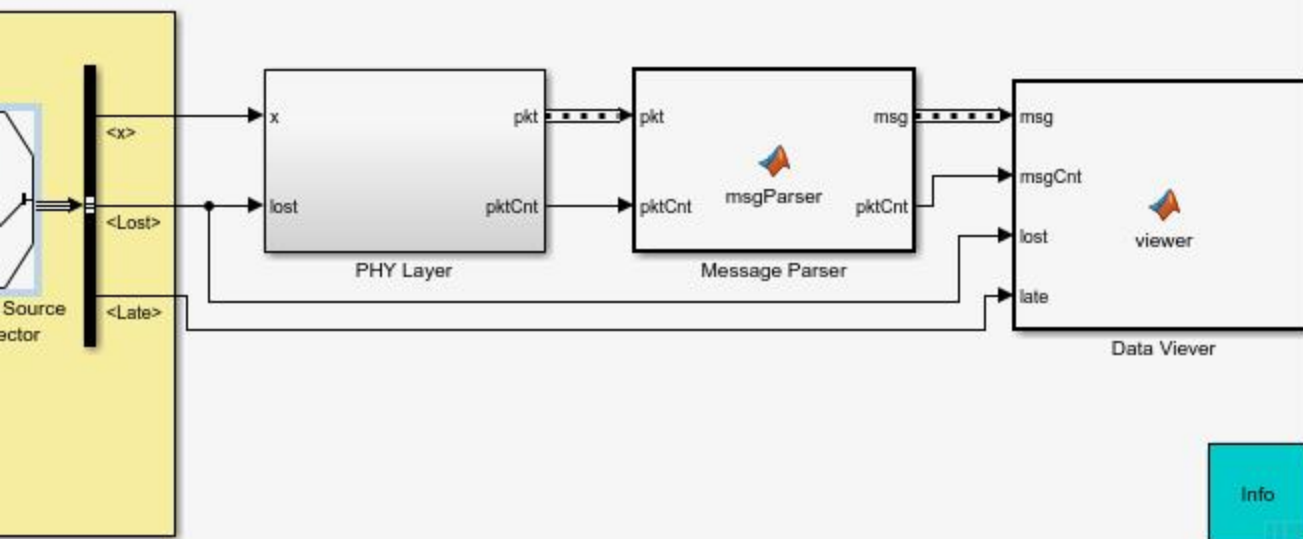 <x>
<Lost>
<Late>
Source
ector
x
lost
pkt
pktCnt
PHY Layer
pkt
pktCnt
msgParser
msg
pktCnt
Message Parser
msg
msgCnt
lost
late
viewer
Data Viever
Info